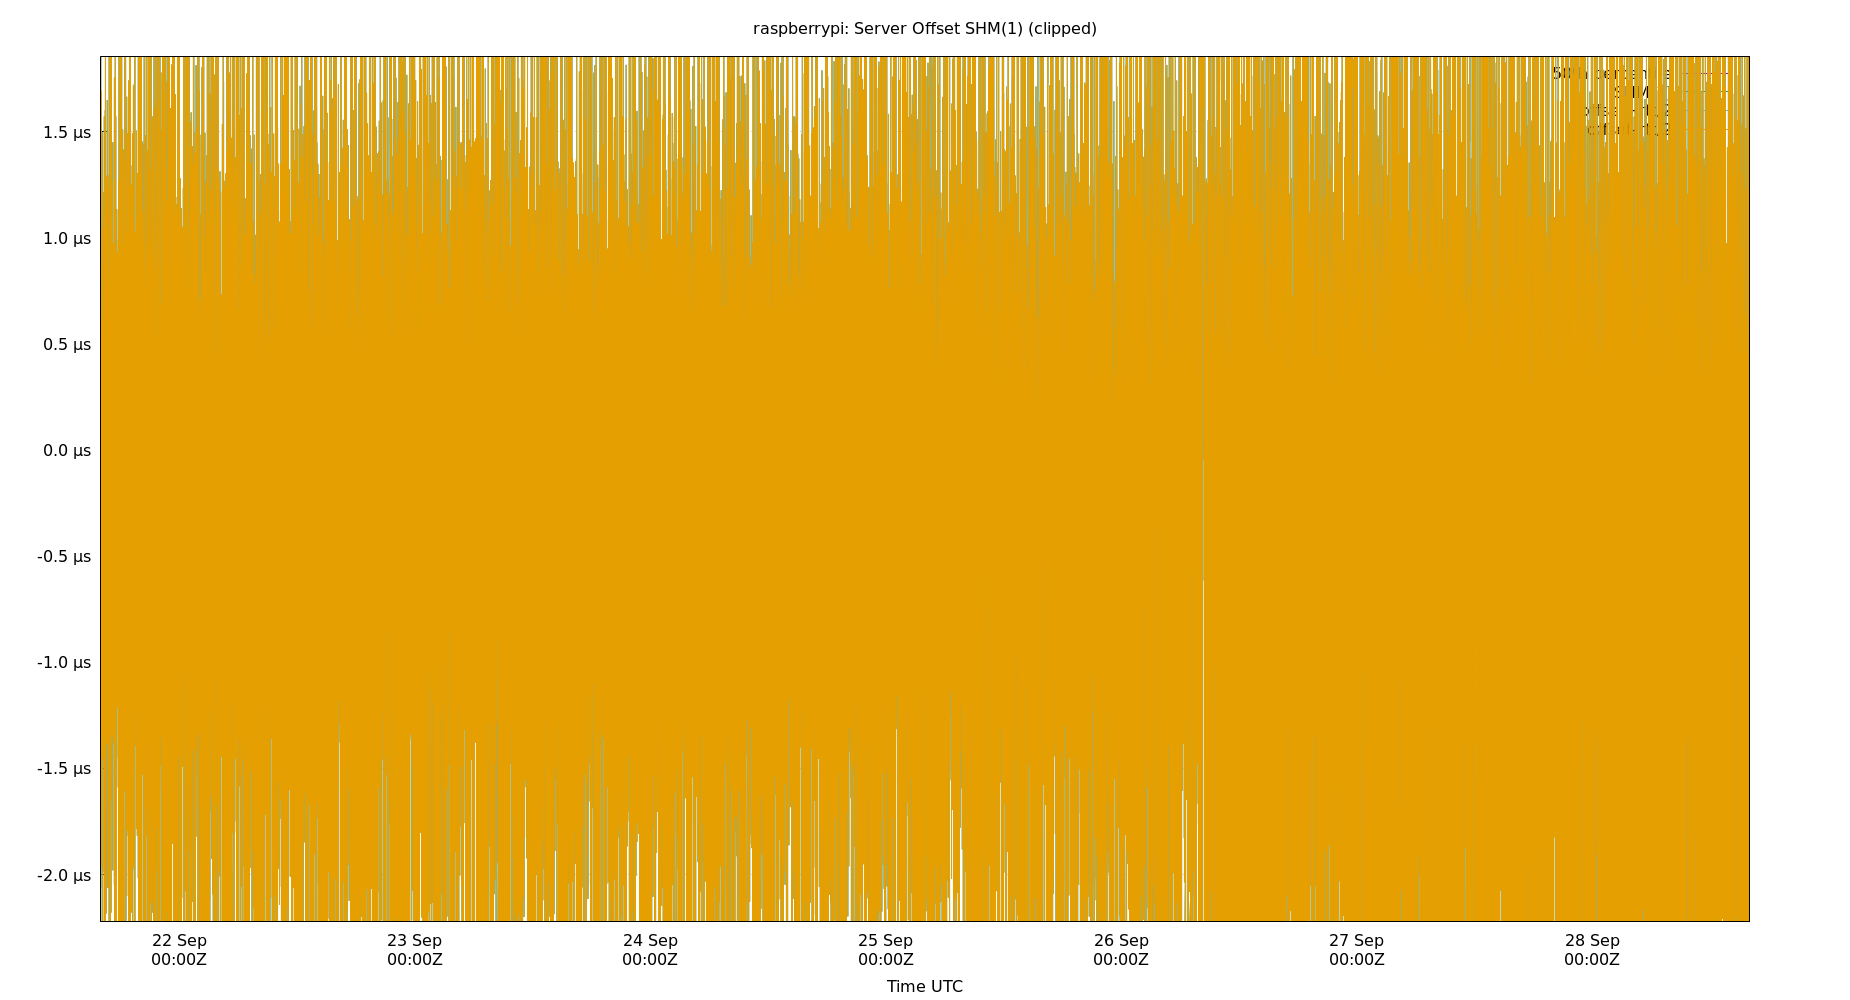 raspberrypi: Server Offset SHM(1) (clipped)
1.5 µs
1.0 µs
0.5 µs
0.0 µs
-0.5 µs
-1.0 µs
-1.5 µs
-2.0 µs
22 Sep 23 Sep 24 Sep 25 Sep 26 Sep 27 Sep 28 Sep
00:00Z 00:00Z 00:00Z 00:00Z 00:00Z 00:00Z 00:00Z
Time UTC